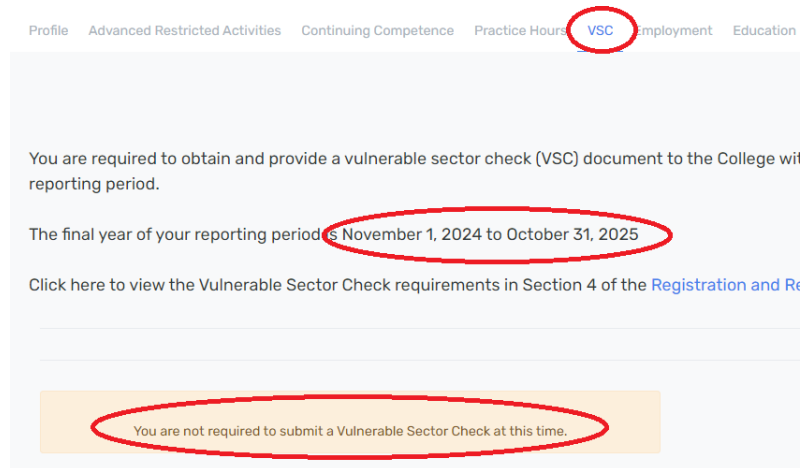 Profile Advanced Restricted Activities Continuing Competence Practice Hours VSC Employment Education
You are required to obtain and provide a vulnerable sector check (VSC) document to the College wit
reporting period.
The final year of your reporting period is November 1, 2024 to October 31, 2025
Click here to view the Vulnerable Sector Check requirements in Section 4 of the Registration and Re
You are not required to submit a Vulnerable Sector Check at this time.